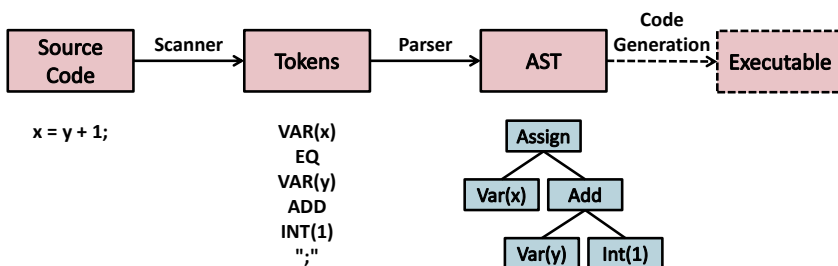 Source
Code
Scanner
Tokens
Parser
AST
Code
Generation
Executable
x = y + 1;
VAR(x)
EQ
VAR(y)
ADD
INT(1)
";"
Assign
Var(x)
Add
Var(y)
Int(1)